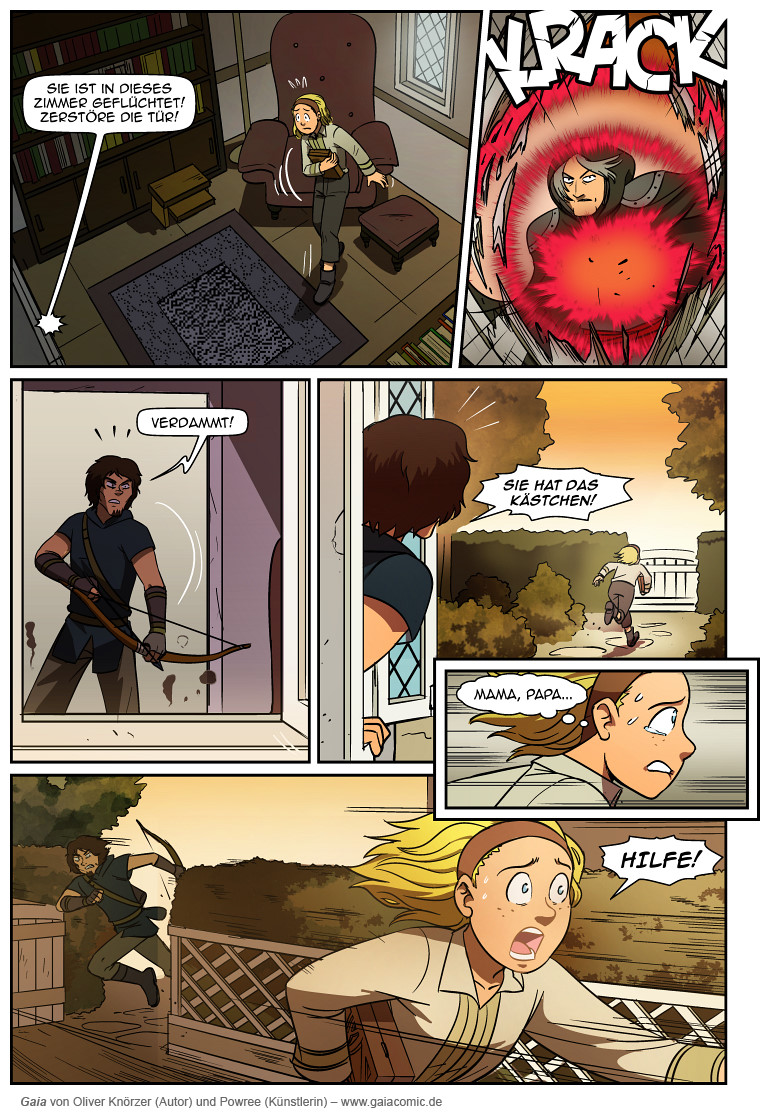 SIE IST IN DIESES
ZIMMER GEFLÜCHTET!
ZERSTÖRE DIE TÜR!
KRACK
VERDAMMT!
SIE HAT DAS
KÄSTCHEN!
MAMA, PAPA...
HILFE!
Gaia von Oliver Knörzer (Autor) und Powree (Künstlerin) – www.gaiacomic.de